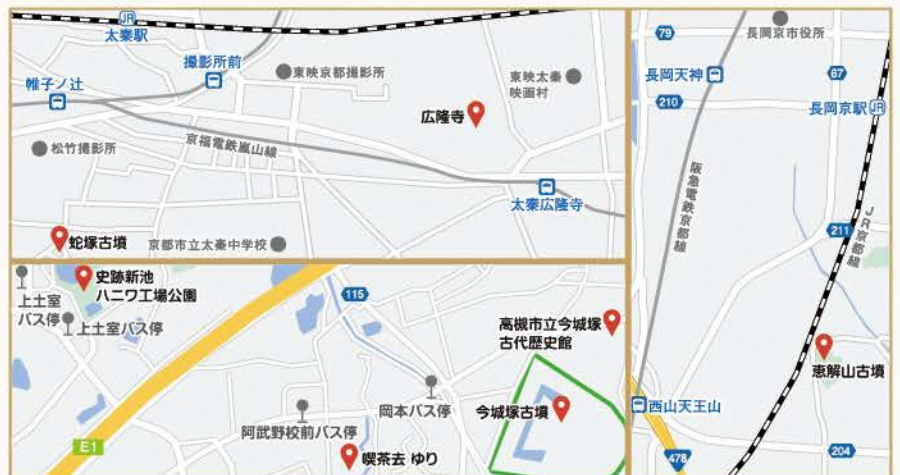 JR
太秦駅
撮影所前
帷子ノ辻
東映京都撮影所
東映太秦
映画村
広隆寺
松竹撮影所
京福電鉄嵐山線
太秦広隆寺
蛇塚古墳
京都市立太秦中学校
史跡新池
ハニワ工場公園
上土室
バス停
上土室バス停
115
高槻市立今城塚
古代歴史館
岡本バス停
今城塚古墳
阿武野校前バス停
E1
喫茶去 ゆり
79
長岡京市役所
長岡天神
67
210
長岡京駅
JR
阪急電鉄京都線
211
JR京都線
恵解山古墳
西山天王山
478
204